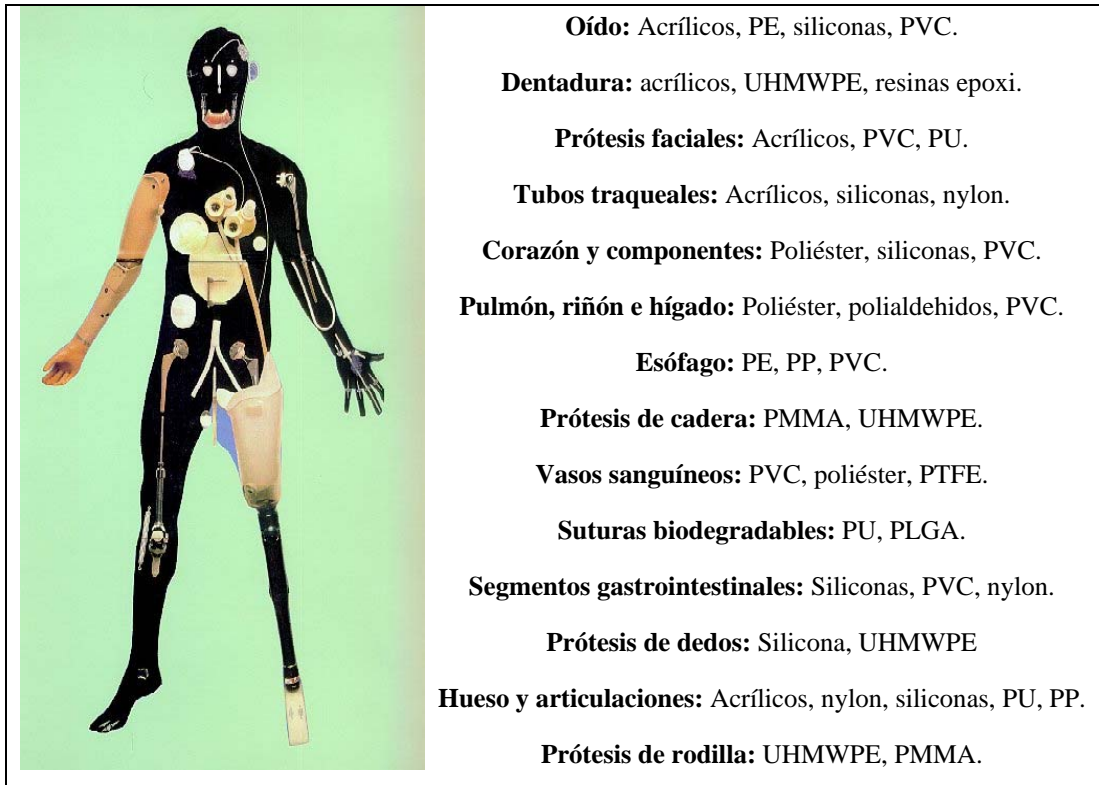 Oído: Acrílicos, PE, siliconas, PVC.
Dentadura: acrílicos, UHMWPE, resinas epoxi.
Prótesis faciales: Acrílicos, PVC, PU.
Tubos traqueales: Acrílicos, siliconas, nylon.
Corazón y componentes: Poliéster, siliconas, PVC.
Pulmón, riñón e hígado: Poliéster, polialdehidos, PVC.
Esófago: PE, PP, PVC.
Prótesis de cadera: PMMA, UHMWPE.
Vasos sanguíneos: PVC, poliéster, PTFE.
Suturas biodegradables: PU, PLGA.
Segmentos gastrointestinales: Siliconas, PVC, nylon.
Prótesis de dedos: Silicona, UHMWPE
Hueso y articulaciones: Acrílicos, nylon, siliconas, PU, PP.
Prótesis de rodilla: UHMWPE, PMMA.